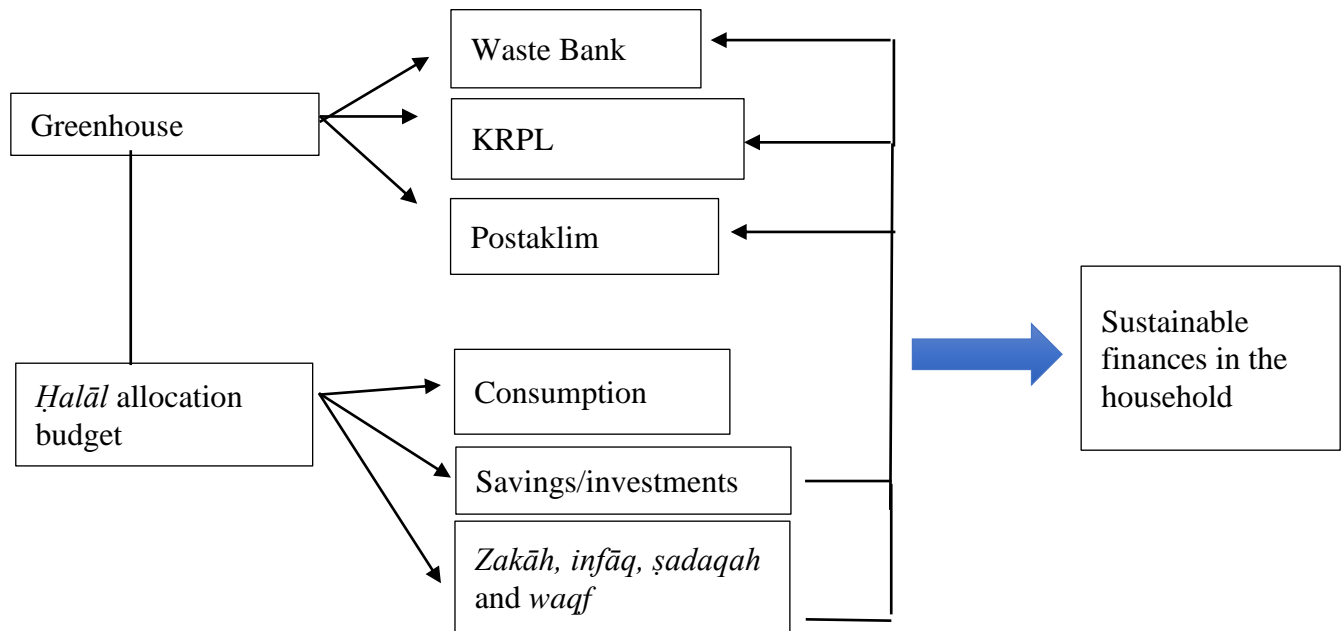 Waste Bank
Greenhouse
KRPL
Postaklim
Sustainable
finances in the
household
Ḥalāl allocation
budget
Consumption
Savings/investments
Zakāh, infāq, ṣadaqah
and waqf